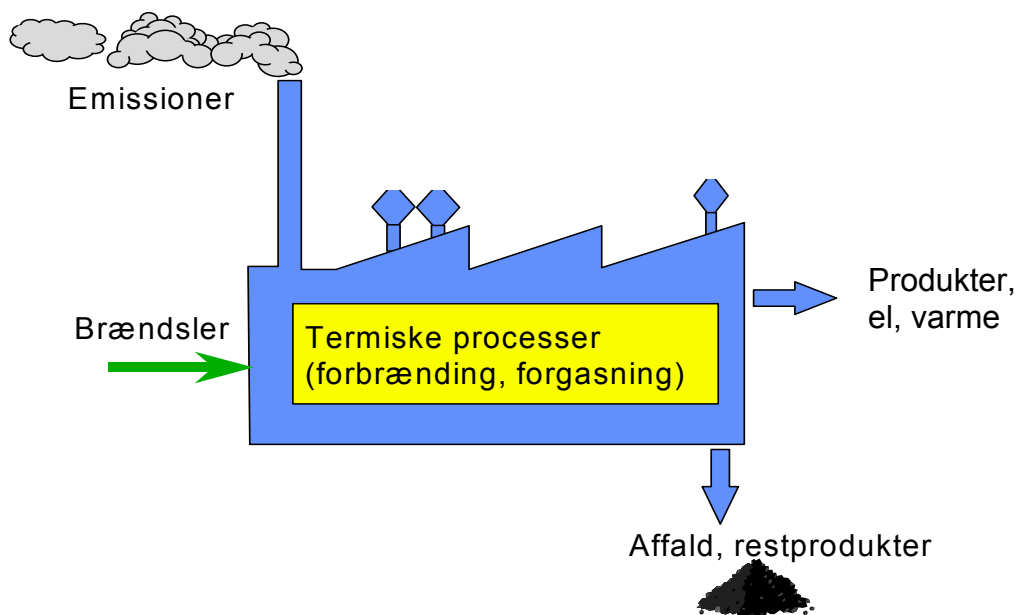 Emissioner
Produkter,
el, varme
Brændsler
Termiske processer
(forbrænding, forgasning)
Affald, restprodukter